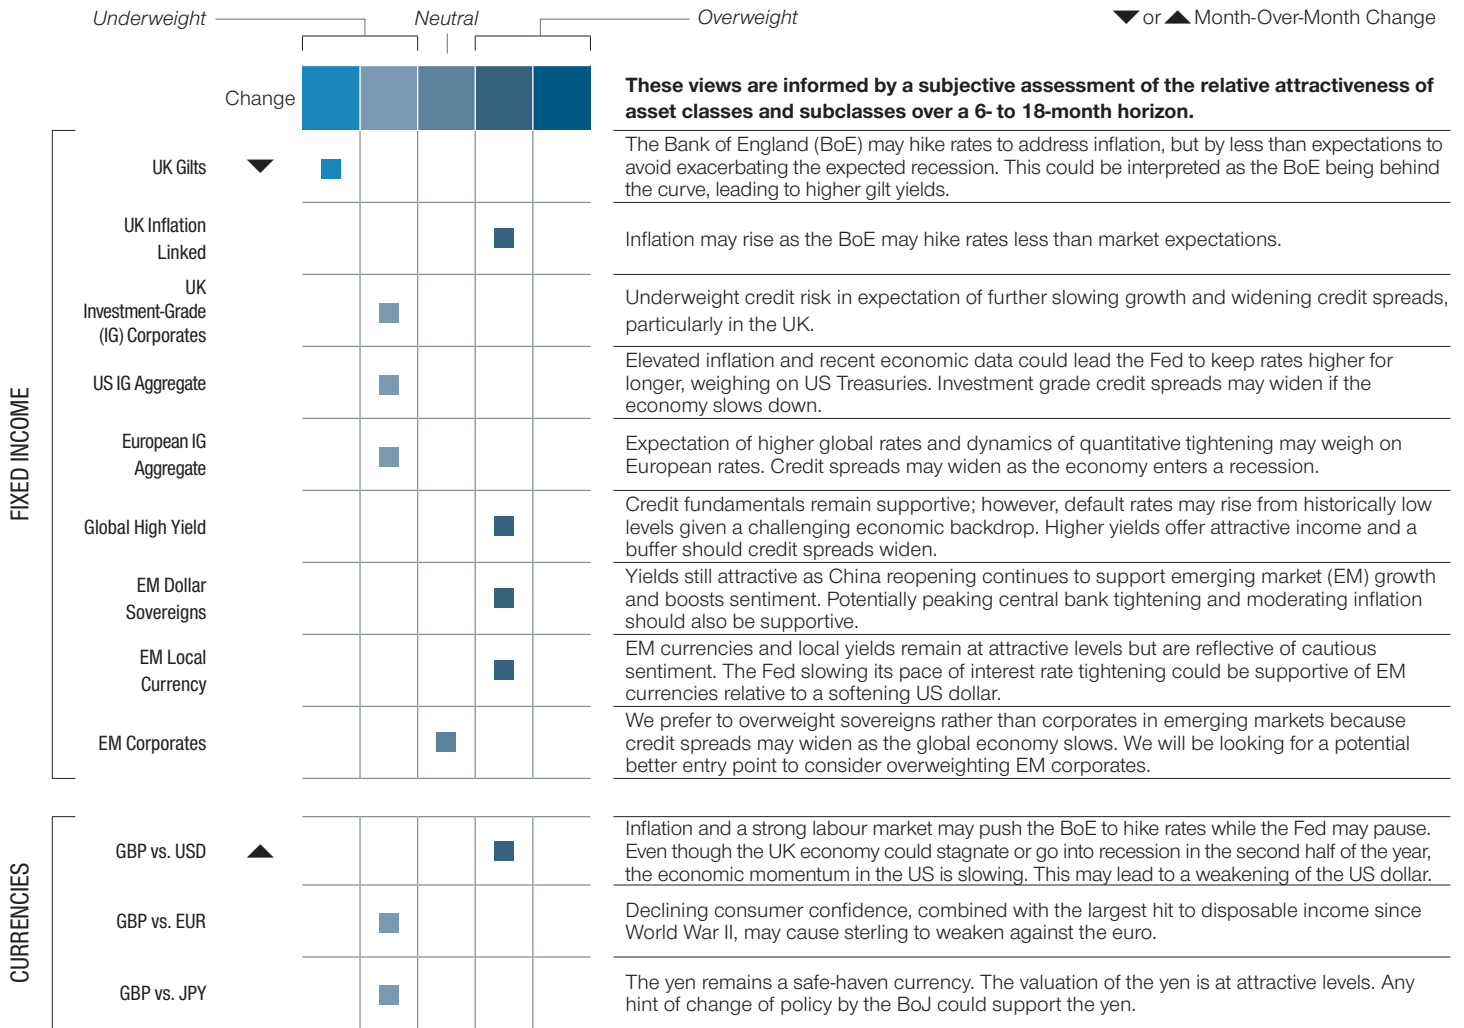 Underweight
Neutral
Overweight
▼ or ▲ Month-Over-Month Change
Change
These views are informed by a subjective assessment of the relative attractiveness of
asset classes and subclasses over a 6- to 18-month horizon.
FIXED INCOME
UK Gilts
▼
The Bank of England (BoE) may hike rates to address inflation, but by less than expectations to
avoid exacerbating the expected recession. This could be interpreted as the BoE being behind
the curve, leading to higher gilt yields.
UK Inflation
Linked
Inflation may rise as the BoE may hike rates less than market expectations.
UK
Investment-Grade
(IG) Corporates
Underweight credit risk in expectation of further slowing growth and widening credit spreads,
particularly in the UK.
US IG Aggregate
Elevated inflation and recent economic data could lead the Fed to keep rates higher for
longer, weighing on US Treasuries. Investment grade credit spreads may widen if the
economy slows down.
European IG
Aggregate
Expectation of higher global rates and dynamics of quantitative tightening may weigh on
European rates. Credit spreads may widen as the economy enters a recession.
Global High Yield
Credit fundamentals remain supportive; however, default rates may rise from historically low
levels given a challenging economic backdrop. Higher yields offer attractive income and a
buffer should credit spreads widen.
EM Dollar
Sovereigns
Yields still attractive as China reopening continues to support emerging market (EM) growth
and boosts sentiment. Potentially peaking central bank tightening and moderating inflation
should also be supportive.
EM Local
Currency
EM currencies and local yields remain at attractive levels but are reflective of cautious
sentiment. The Fed slowing its pace of interest rate tightening could be supportive of EM
currencies relative to a softening US dollar.
EM Corporates
We prefer to overweight sovereigns rather than corporates in emerging markets because
credit spreads may widen as the global economy slows. We will be looking for a potential
better entry point to consider overweighting EM corporates.
CURRENCIES
GBP vs. USD
▲
Inflation and a strong labour market may push the BoE to hike rates while the Fed may pause.
Even though the UK economy could stagnate or go into recession in the second half of the year,
the economic momentum in the US is slowing. This may lead to a weakening of the US dollar.
GBP vs. EUR
Declining consumer confidence, combined with the largest hit to disposable income since
World War II, may cause sterling to weaken against the euro.
GBP vs. JPY
The yen remains a safe-haven currency. The valuation of the yen is at attractive levels. Any
hint of change of policy by the BoJ could support the yen.